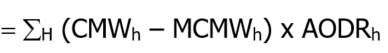 = ∑H (CMWh – MCMWh) x AODRh